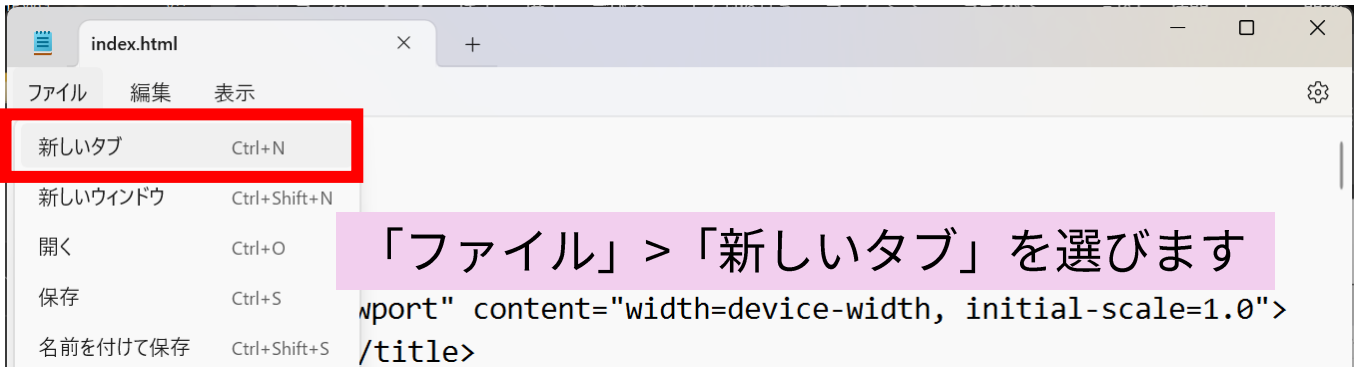 index.html
ファイル 編集 表示
新しいタブ Ctrl+N
新しいウィンドウ Ctrl+Shift+N
開く Ctrl+O
「ファイル」>「新しいタブ」を選びます
保存 Ctrl+S
wport" content="width=device-width, initial-scale=1.0">
名前を付けて保存 Ctrl+Shift+S
/title>